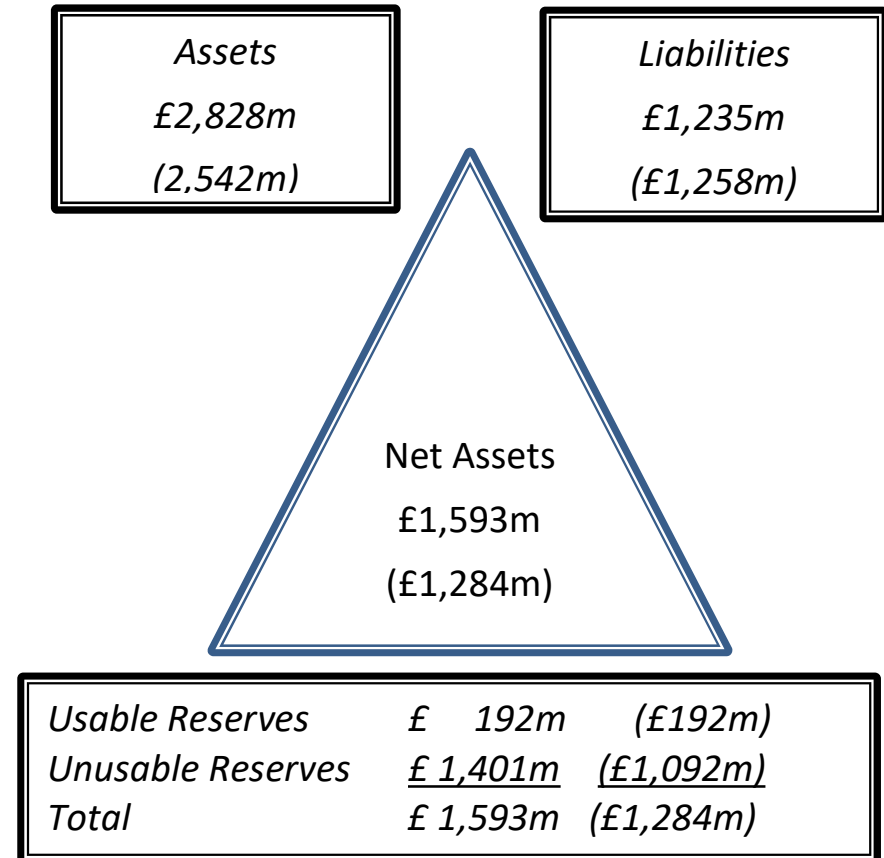 Assets
£2,828m
(2,542m)
Liabilities
£1,235m
(£1,258m)
Net Assets
£1,593m
(£1,284m)
Usable Reserves £ 192m (£192m)
Unusable Reserves £ 1,401m (£1,092m)
Total £ 1,593m (£1,284m)